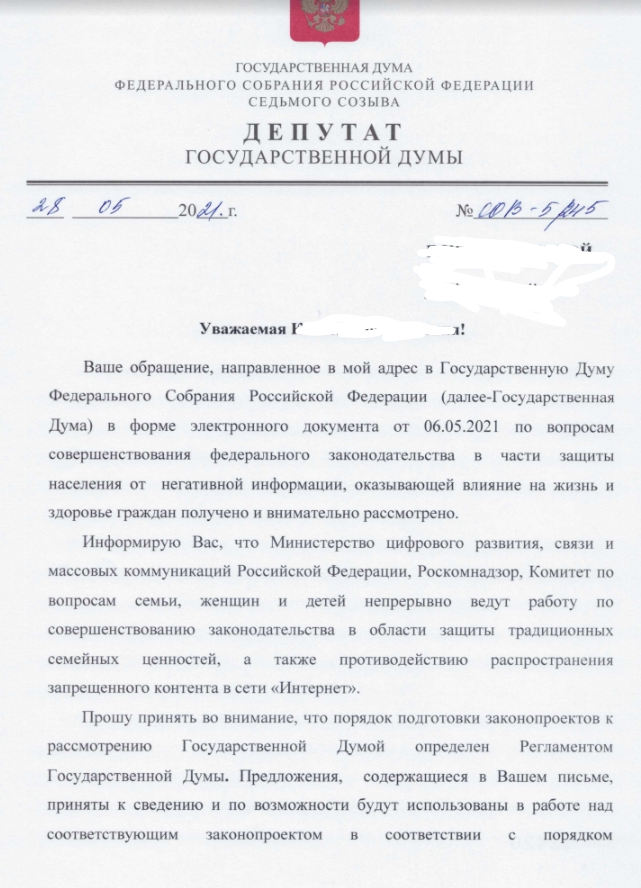 ГОСУДАРСТВЕННАЯ ДУМА
ФЕДЕРАЛЬНОГО СОБРАНИЯ РОССИЙСКОЙ ФЕДЕРАЦИИ
СЕДЬМОГО СОЗЫВА
ДЕПУТАТ
ГОСУДАРСТВЕННОЙ ДУМЫ
28 05 2021. г. № СОВ-5/245
Уважаемая
Ваше обращение, направленное в мой адрес в Государственную Думу
Федерального Собрания Российской Федерации (далее-Государственная
Дума) в форме электронного документа от 06.05.2021 по вопросам
совершенствования федерального законодательства в части защиты
населения от негативной информации, оказывающей влияние на жизнь и
здоровье граждан получено и внимательно рассмотрено.
Информирую Вас, что Министерство цифрового развития, связи и
массовых коммуникаций Российской Федерации, Роскомнадзор, Комитет по
вопросам семьи, женщин и детей непрерывно ведут работу по
совершенствованию законодательства в области защиты традиционных
семейных ценностей, а также противодействию распространения
запрещенного контента в сети «Интернет».
Прошу принять во внимание, что порядок подготовки законопроектов к
рассмотрению Государственной Думой определен Регламентом
Государственной Думы. Предложения, содержащиеся в Вашем письме,
приняты к сведению и по возможности будут использованы в работе над
соответствующим законопроектом в соответствии с порядком